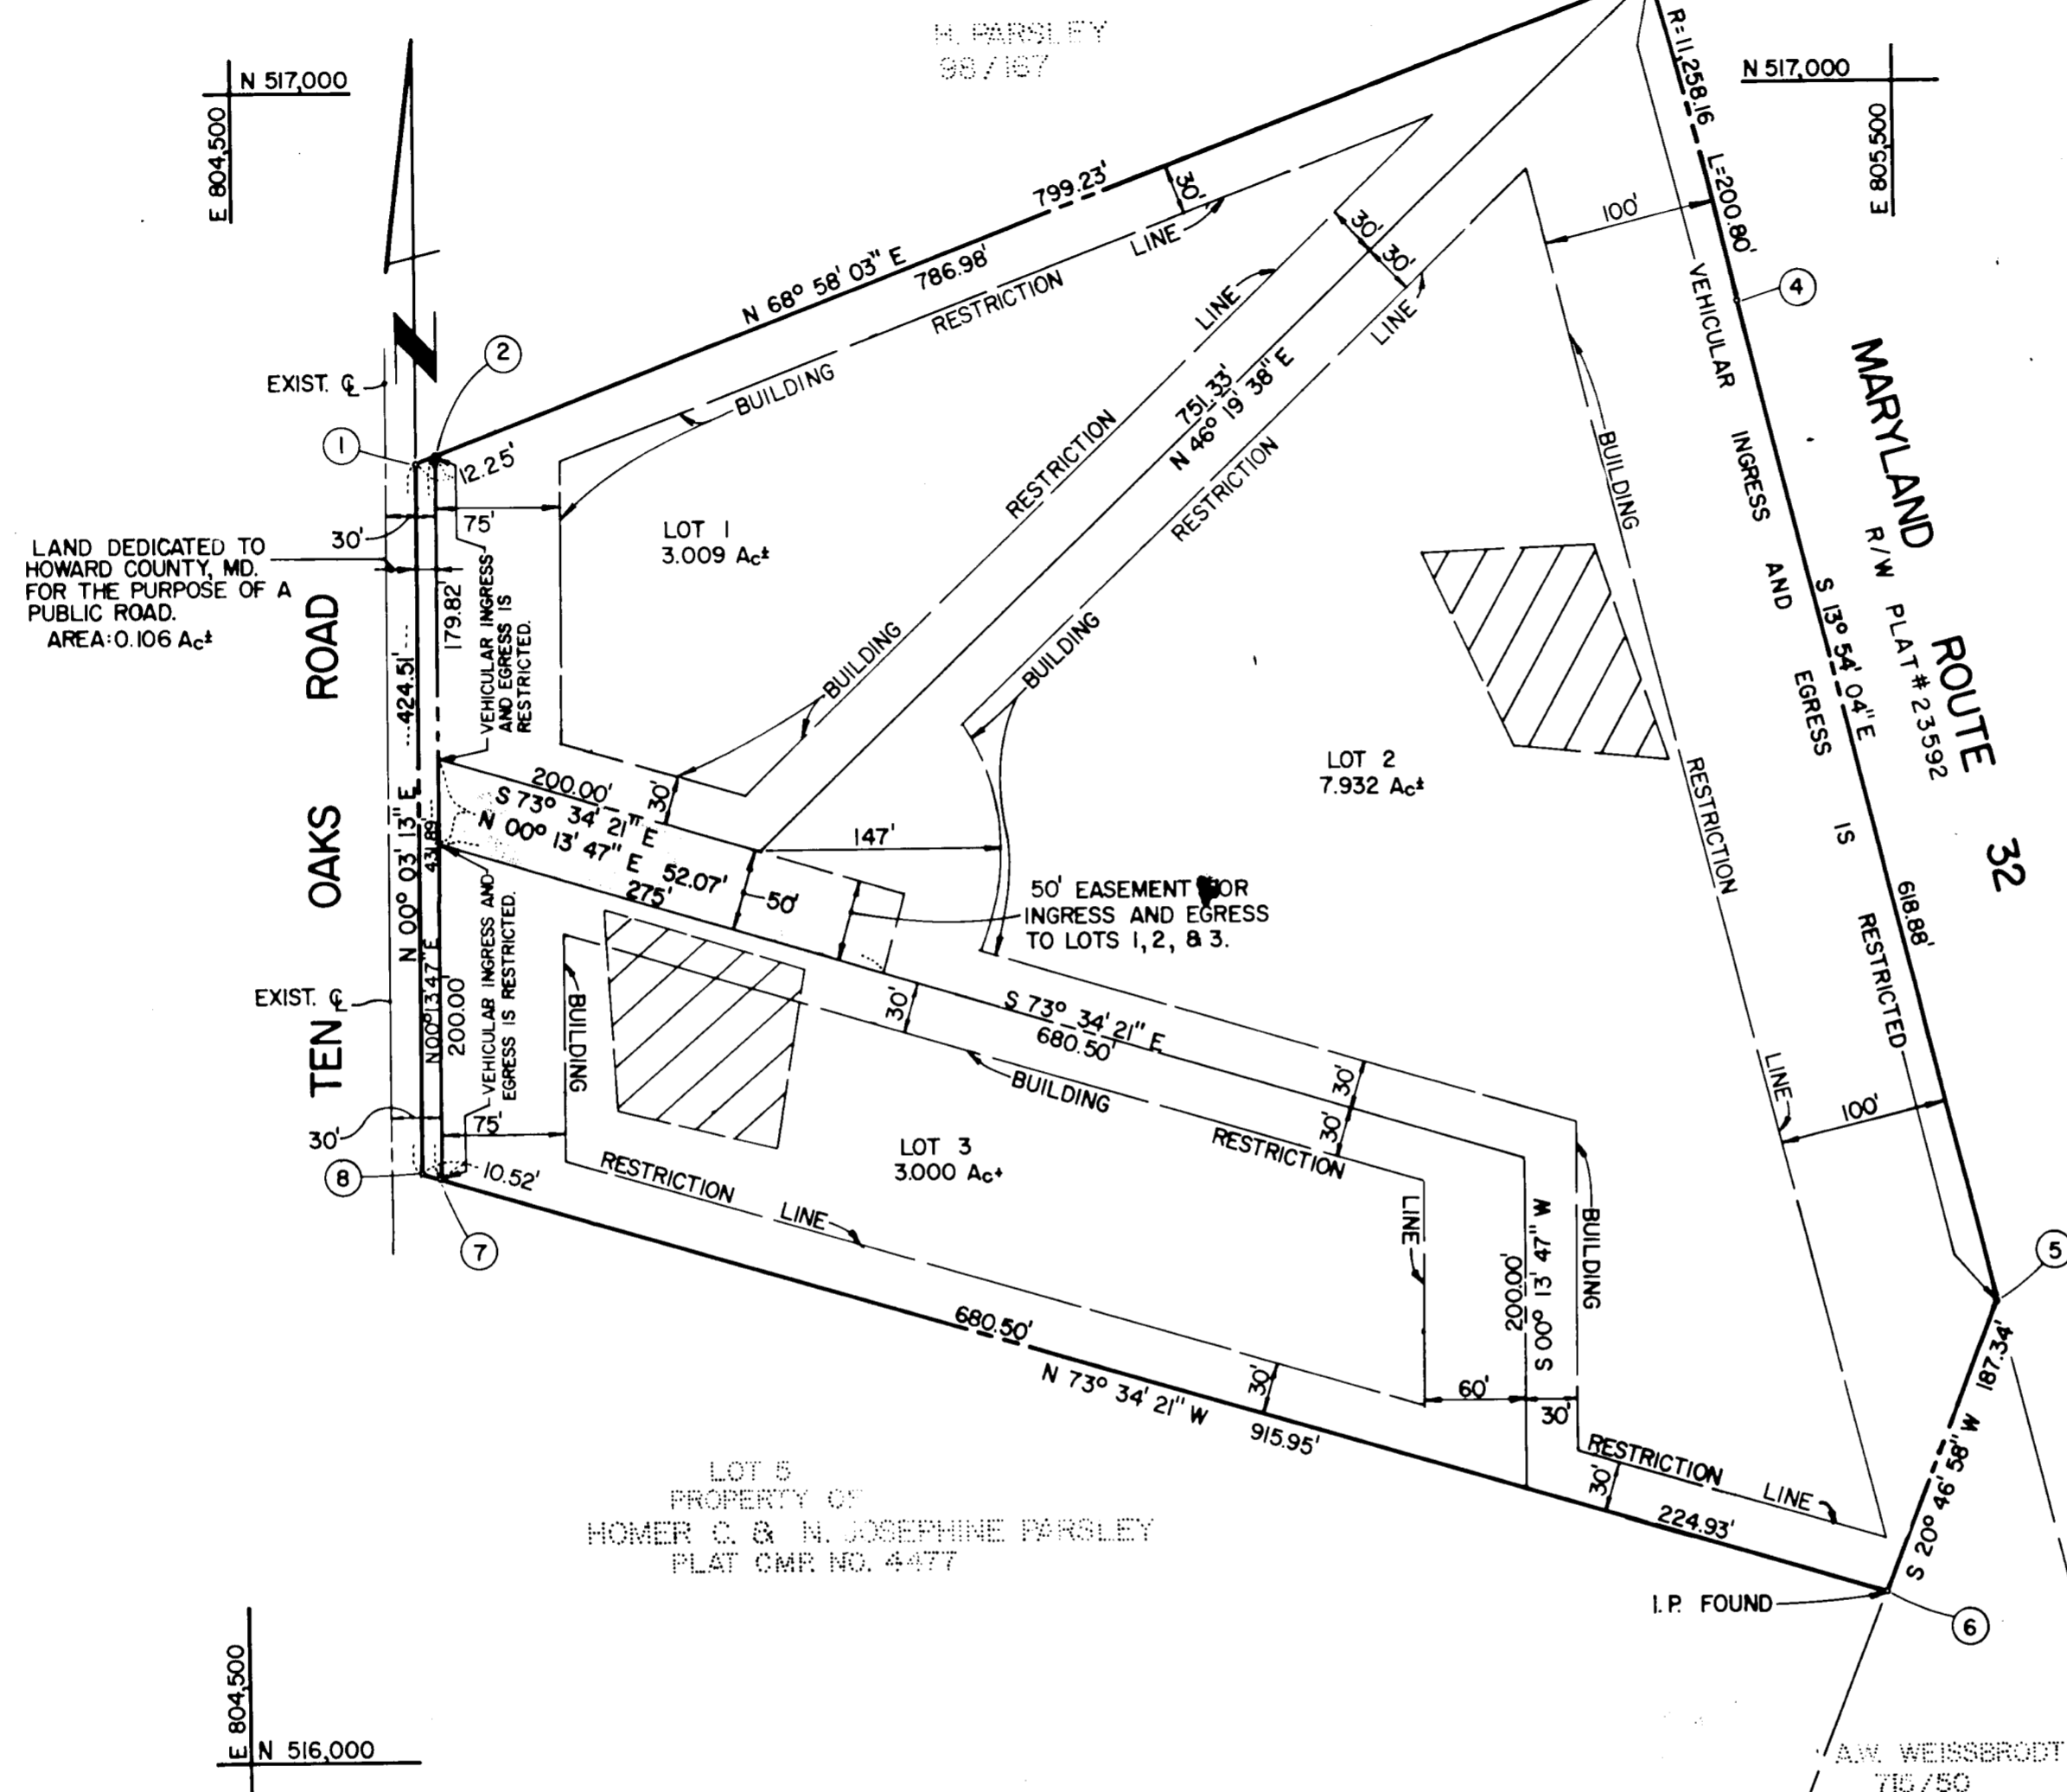 H. PARSLEY
98/167
N 517,000
E 804,500
N 517,000
E 805,500
R=11,258.16 L=200.80'
799.23'
N 68° 58' 03" E
786.98'
30'
BUILDING RESTRICTION LINE
30'
30'
100'
4
2
EXIST. ℄
1
12.25'
30'
75'
LAND DEDICATED TO
HOWARD COUNTY, MD.
FOR THE PURPOSE OF A
PUBLIC ROAD.
AREA: 0.106 Ac±
LOT 1
3.009 Ac±
179.82
VEHICULAR INGRESS
AND EGRESS IS
RESTRICTED.
424.51'
N 00° 03' 13" E
TEN OAKS ROAD
BUILDING RESTRICTION LINE
751.33'
N 46° 19' 38" E
BUILDING RESTRICTION LINE
BUILDING RESTRICTION LINE
VEHICULAR INGRESS AND EGRESS IS RESTRICTED
MARYLAND ROUTE 32
R/W PLAT # 23592
S 13° 54' 04" E
618.88'
LOT 2
7.932 Ac±
200.00'
S 73° 34' 21" E
30'
N 00° 13' 47" E 52.07'
275'
43.89'
50'
147'
50' EASEMENT FOR
INGRESS AND EGRESS
TO LOTS 1, 2, & 3.
EXIST. ℄
N 00° 13' 47" E
200.00
VEHICULAR INGRESS AND
EGRESS IS RESTRICTED.
75'
30'
8
10.52'
7
BUILDING
RESTRICTION LINE
LOT 3
3.000 Ac±
30'
S 73° 34' 21" E
680.50'
BUILDING RESTRICTION LINE
30'
30'
100'
200.00'
S 00° 13' 47" W
BUILDING
60'
30'
RESTRICTION LINE
30'
224.93'
680.50'
N 73° 34' 21" W
915.95'
30'
5
187.34'
S 20° 46' 58" W
I.P. FOUND
6
LOT 5
PROPERTY OF
HOMER C. & N. JOSEPHINE PARSLEY
PLAT CMP. NO. 4477
E 804,500
N 516,000
A.W. WEISSBRODT
715/50